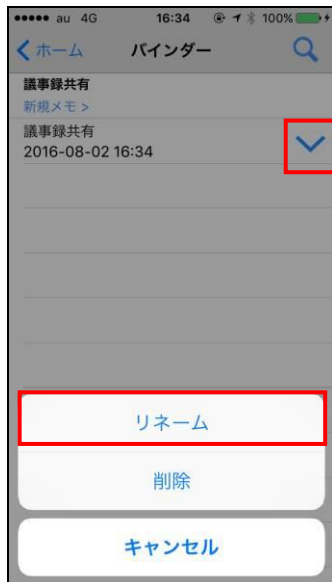 ●●●●● au 4G 16:34 100%
ホーム バインダー
議事録共有
新規メモ >
議事録共有
2016-08-02 16:34
リネーム
削除
キャンセル